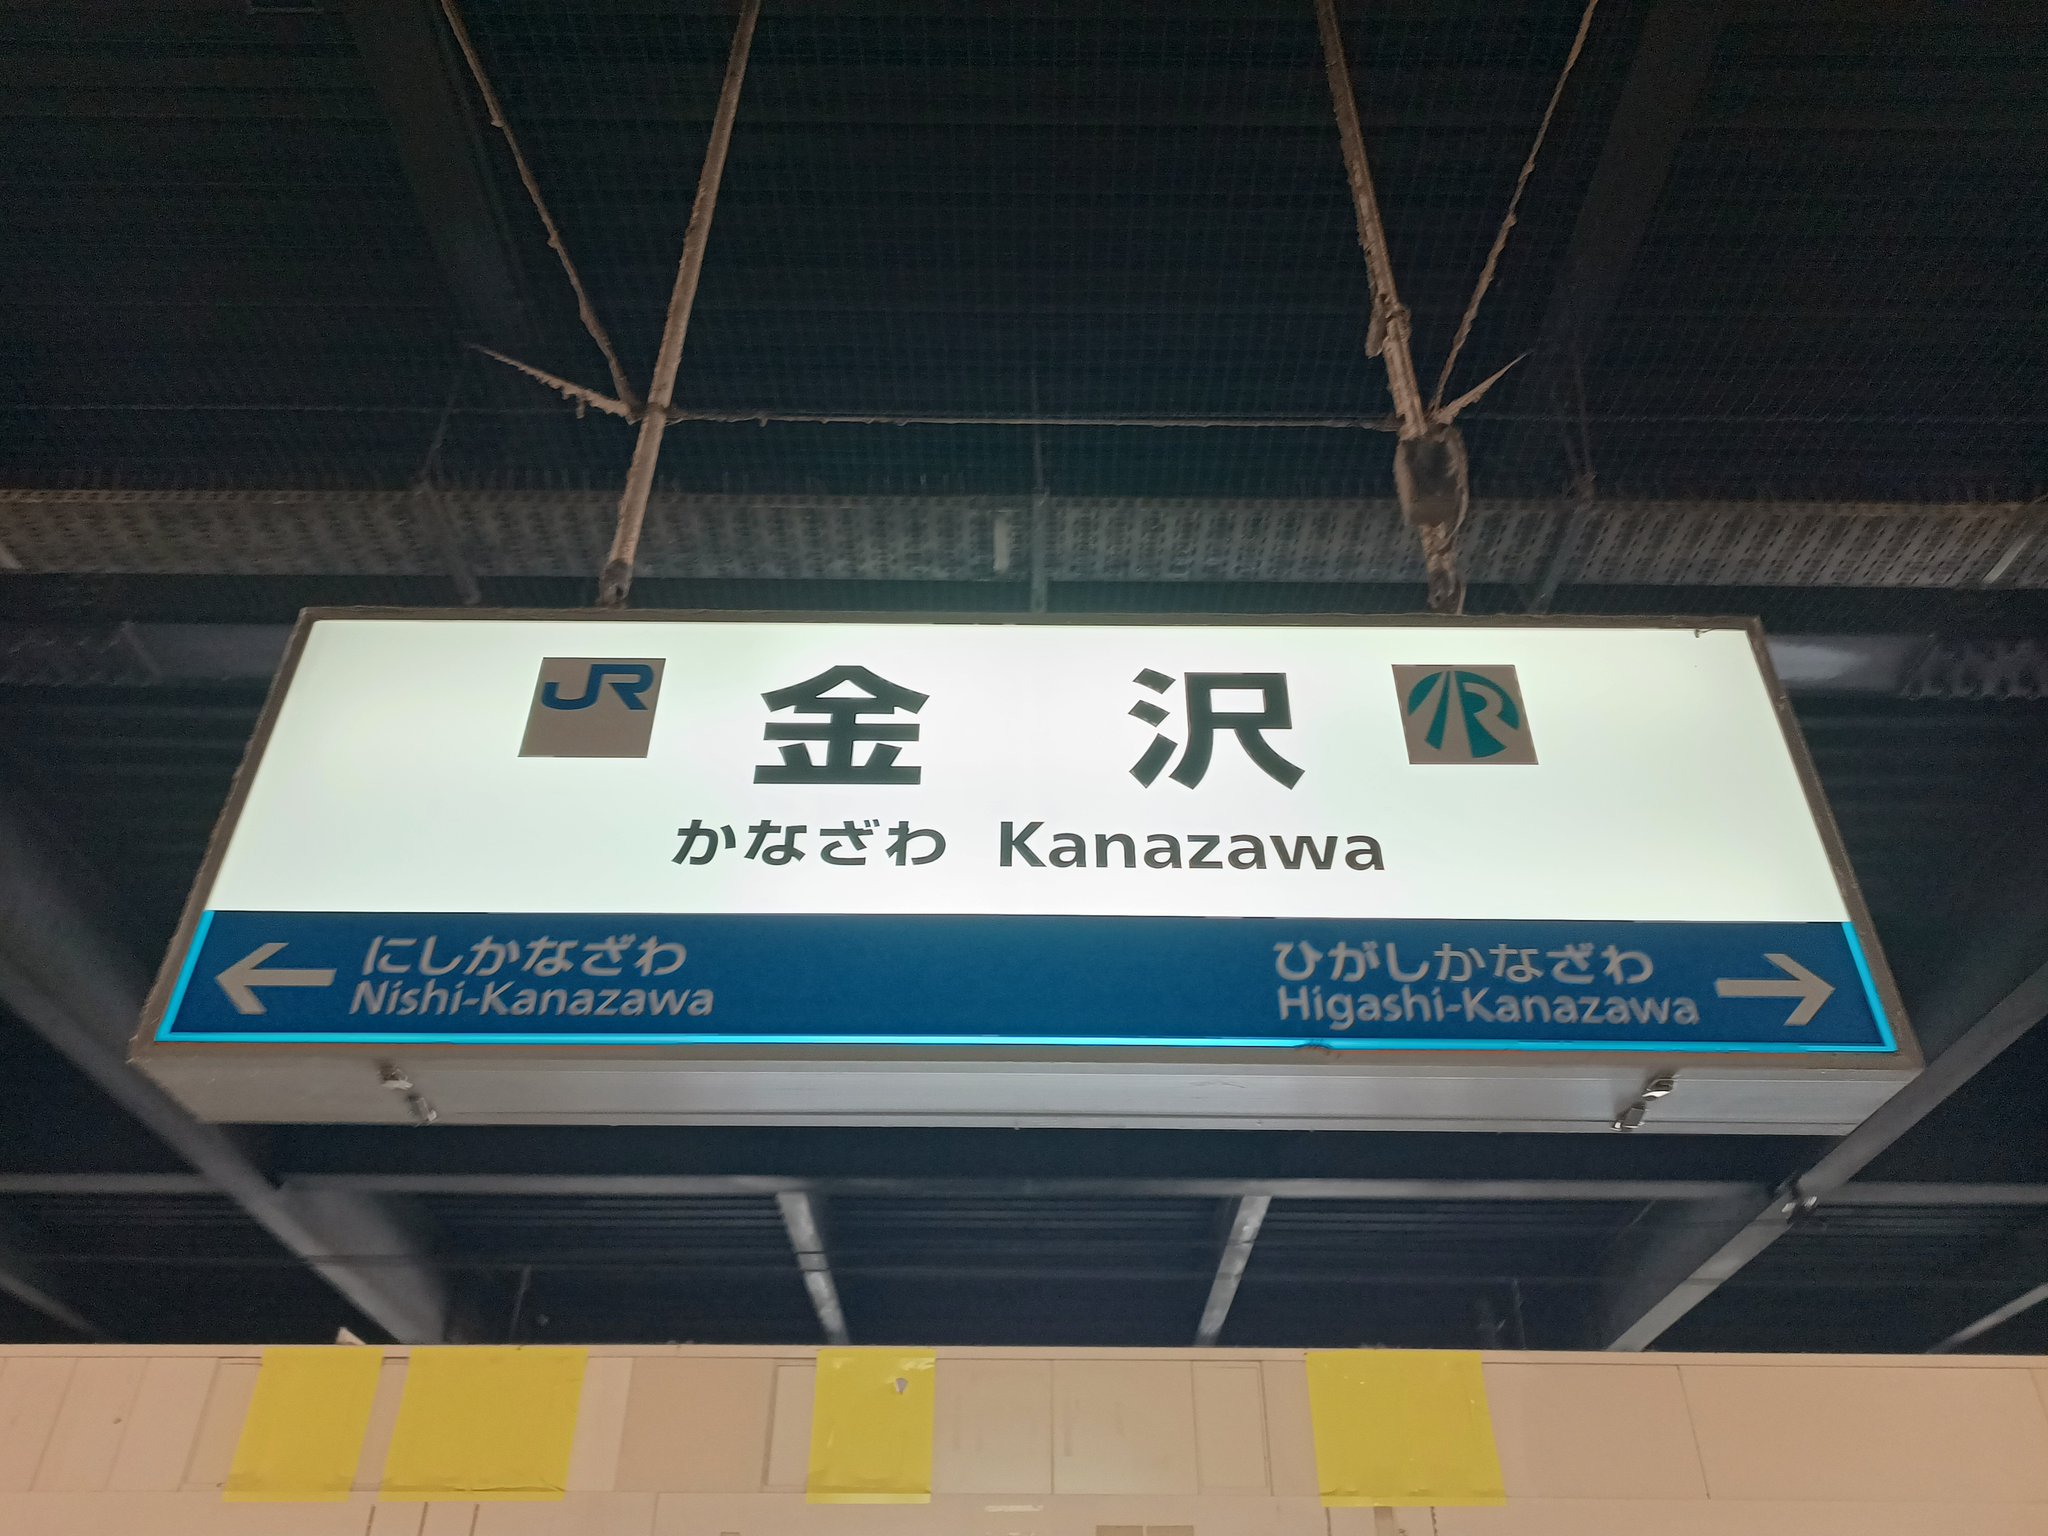 JR 金沢 IR
かなざわ Kanazawa
にしかなざわ
Nishi-Kanazawa
ひがしかなざわ
Higashi-Kanazawa